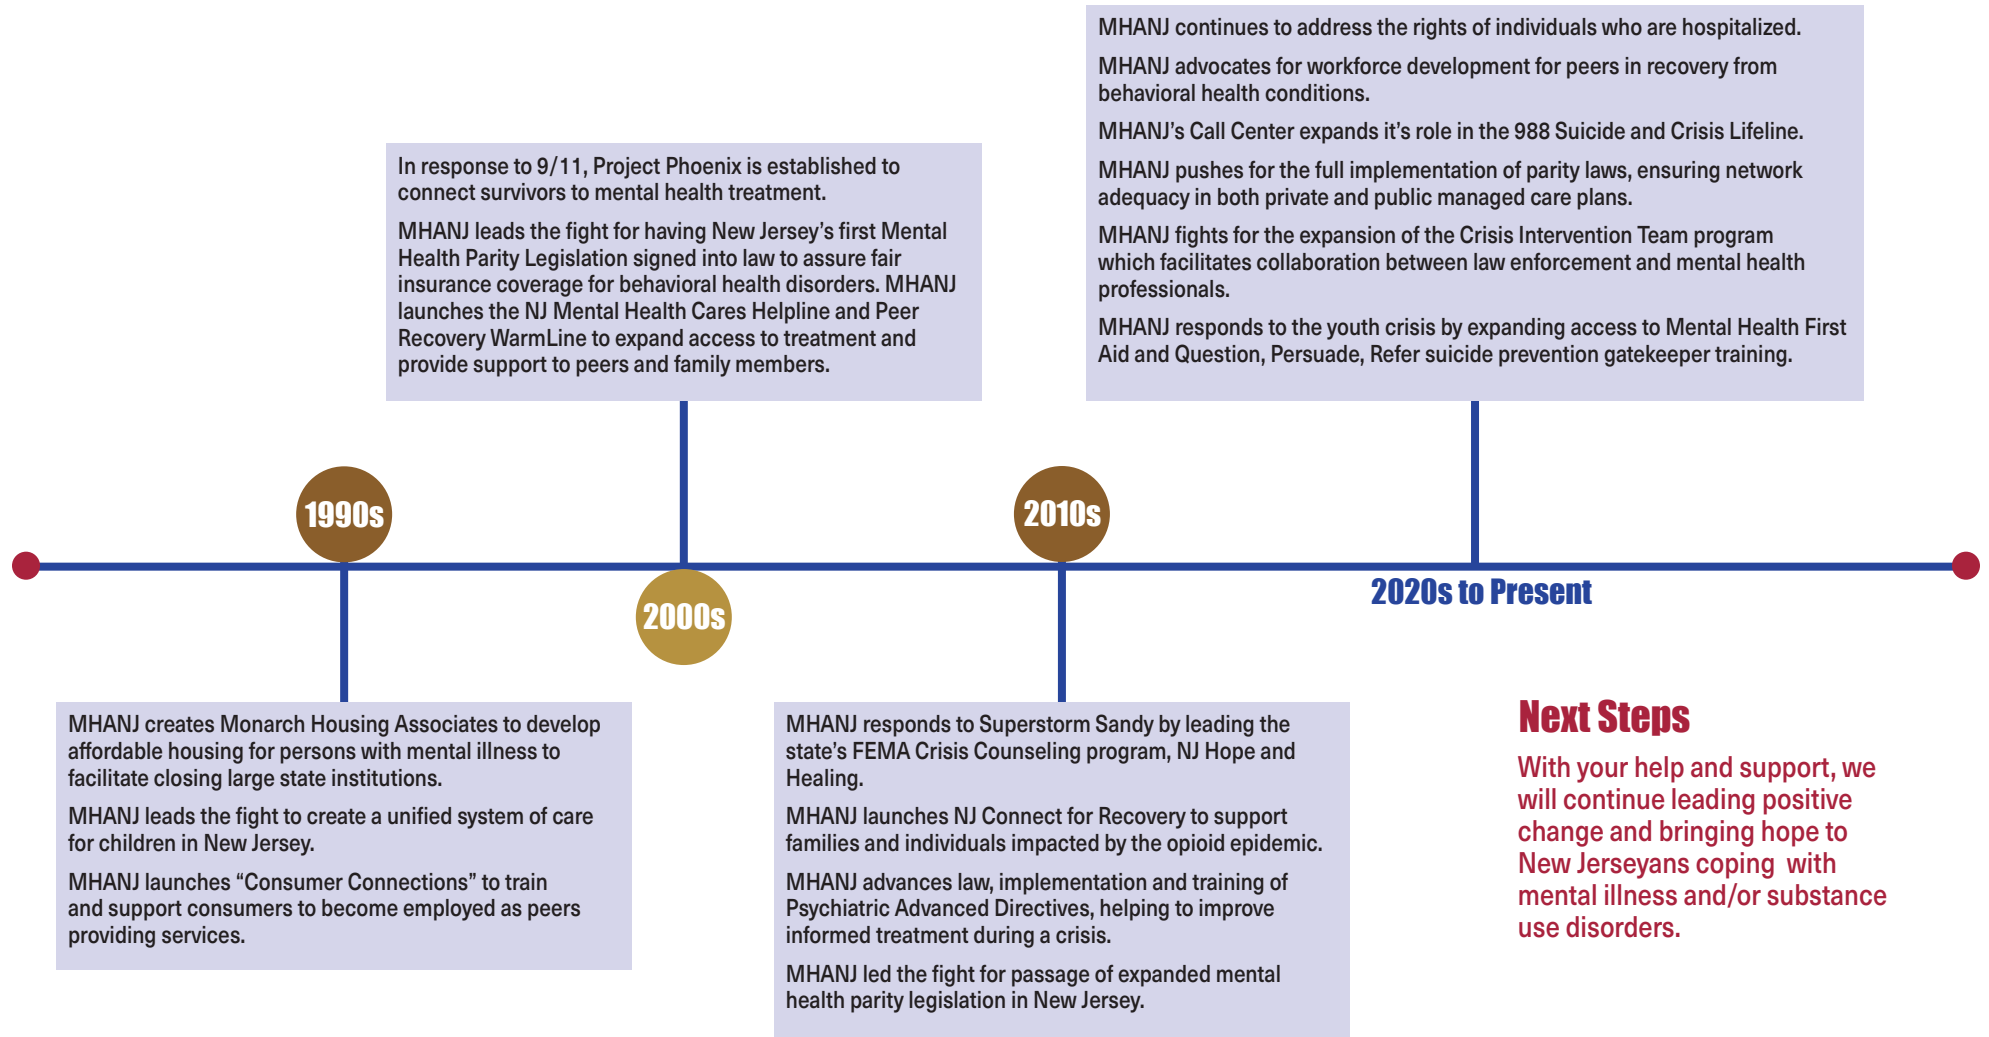 1990s
MHANJ creates Monarch Housing Associates to develop
affordable housing for persons with mental illness to
facilitate closing large state institutions.
MHANJ leads the fight to create a unified system of care
for children in New Jersey.
MHANJ launches “Consumer Connections” to train
and support consumers to become employed as peers
providing services.
In response to 9/11, Project Phoenix is established to
connect survivors to mental health treatment.
MHANJ leads the fight for having New Jersey’s first Mental
Health Parity Legislation signed into law to assure fair
insurance coverage for behavioral health disorders. MHANJ
launches the NJ Mental Health Cares Helpline and Peer
Recovery WarmLine to expand access to treatment and
provide support to peers and family members.
2000s
2010s
MHANJ responds to Superstorm Sandy by leading the
state’s FEMA Crisis Counseling program, NJ Hope and
Healing.
MHANJ launches NJ Connect for Recovery to support
families and individuals impacted by the opioid epidemic.
MHANJ advances law, implementation and training of
Psychiatric Advanced Directives, helping to improve
informed treatment during a crisis.
MHANJ led the fight for passage of expanded mental
health parity legislation in New Jersey.
MHANJ continues to address the rights of individuals who are hospitalized.
MHANJ advocates for workforce development for peers in recovery from
behavioral health conditions.
MHANJ’s Call Center expands it’s role in the 988 Suicide and Crisis Lifeline.
MHANJ pushes for the full implementation of parity laws, ensuring network
adequacy in both private and public managed care plans.
MHANJ fights for the expansion of the Crisis Intervention Team program
which facilitates collaboration between law enforcement and mental health
professionals.
MHANJ responds to the youth crisis by expanding access to Mental Health First
Aid and Question, Persuade, Refer suicide prevention gatekeeper training.
2020s to Present
Next Steps
With your help and support, we
will continue leading positive
change and bringing hope to
New Jerseyans coping with
mental illness and/or substance
use disorders.